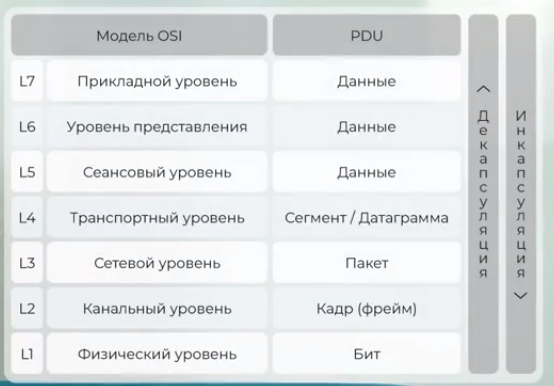 Модель OSI PDU
L7 Прикладной уровень Данные
L6 Уровень представления Данные
L5 Сеансовый уровень Данные
L4 Транспортный уровень Сегмент / Датаграмма
L3 Сетевой уровень Пакет
L2 Канальный уровень Кадр (фрейм)
L1 Физический уровень Бит
Декапсуляция
Инкапсуляция